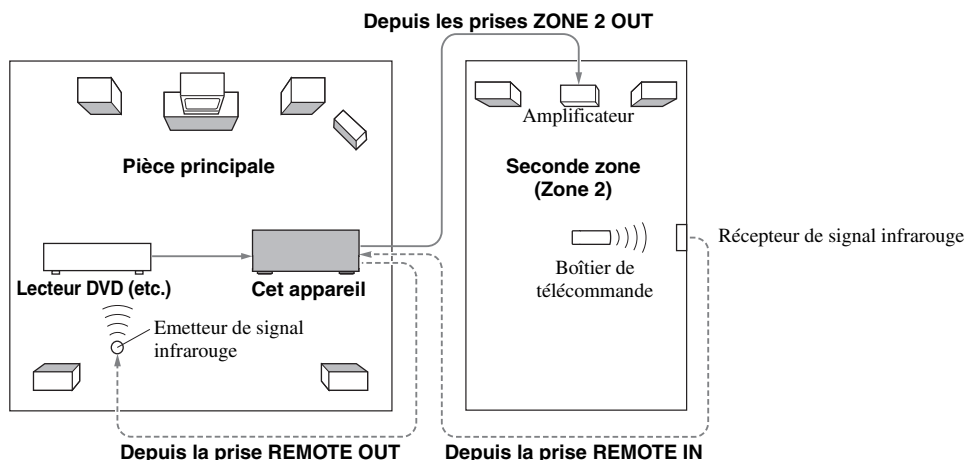 Depuis les prises ZONE 2 OUT
Amplificateur
Pièce principale
Seconde zone
(Zone 2)
Récepteur de signal infrarouge
Boîtier de
télécommande
Lecteur DVD (etc.)
Cet appareil
Emetteur de signal
infrarouge
Depuis la prise REMOTE OUT
Depuis la prise REMOTE IN